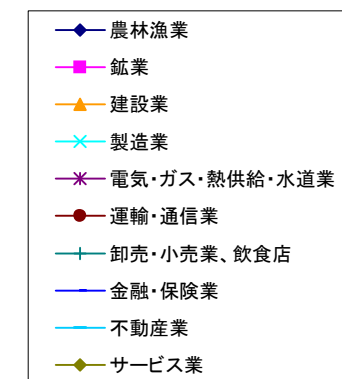 農林漁業
鉱業
建設業
製造業
電気・ガス・熱供給・水道業
運輸・通信業
卸売・小売業、飲食店
金融・保険業
不動産業
サービス業